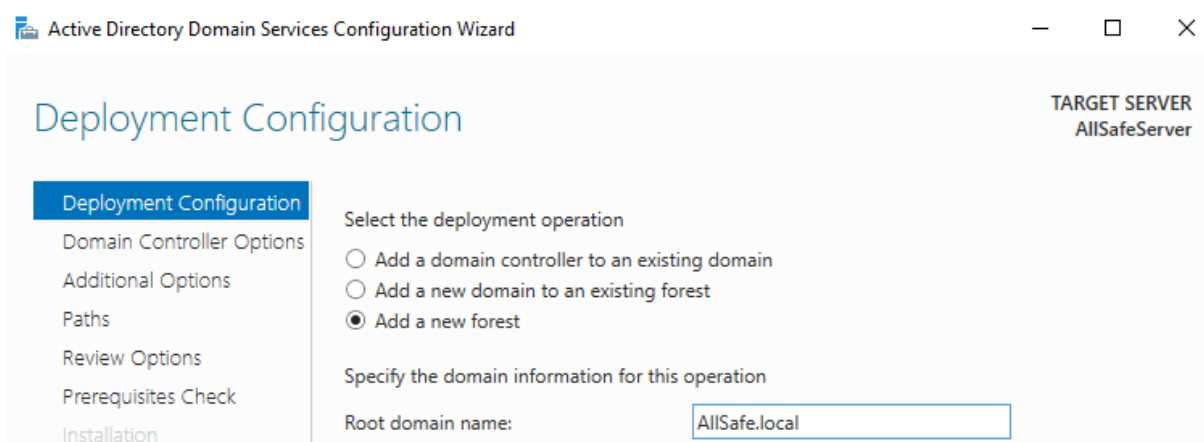 Active Directory Domain Services Configuration Wizard
Deployment Configuration
TARGET SERVER
AllSafeServer
Deployment Configuration
Domain Controller Options
Additional Options
Paths
Review Options
Prerequisites Check
Installation
Select the deployment operation
Add a domain controller to an existing domain
Add a new domain to an existing forest
Add a new forest
Specify the domain information for this operation
Root domain name: AllSafe.local